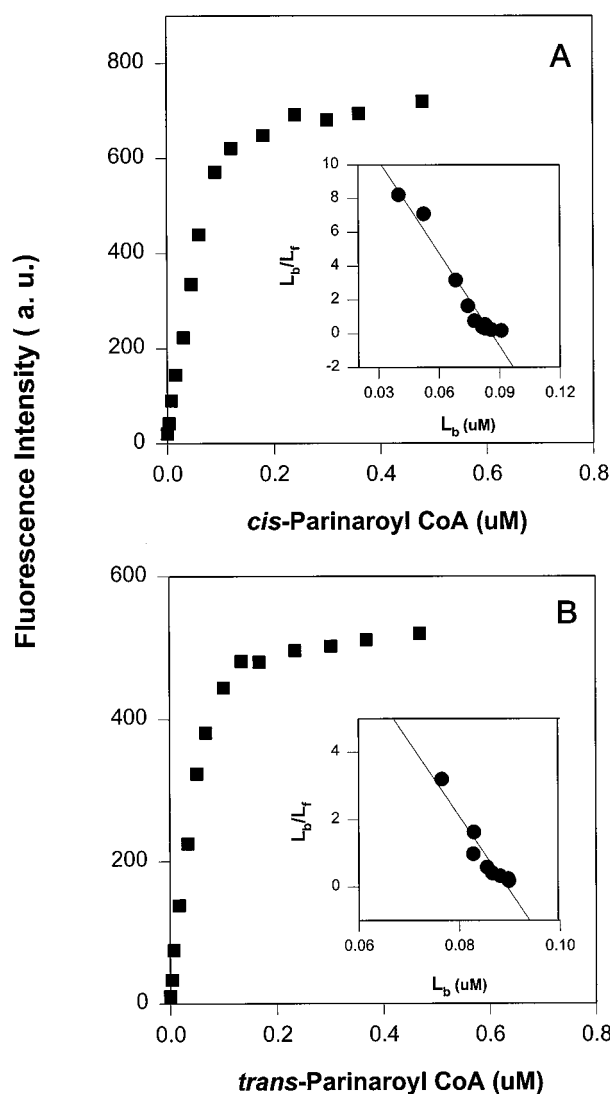 Fluorescence Intensity ( a. u.)
A
800
600
400
200
0
0.0 0.2 0.4 0.6 0.8
cis-Parinaroyl CoA (uM)
10
8
6
4
2
0
-2
0.03 0.06 0.09 0.12
Lb/Lf
Lb (uM)
B
600
400
200
0
0.0 0.2 0.4 0.6 0.8
trans-Parinaroyl CoA (uM)
4
2
0
0.06 0.08 0.10
Lb/Lf
Lb (uM)